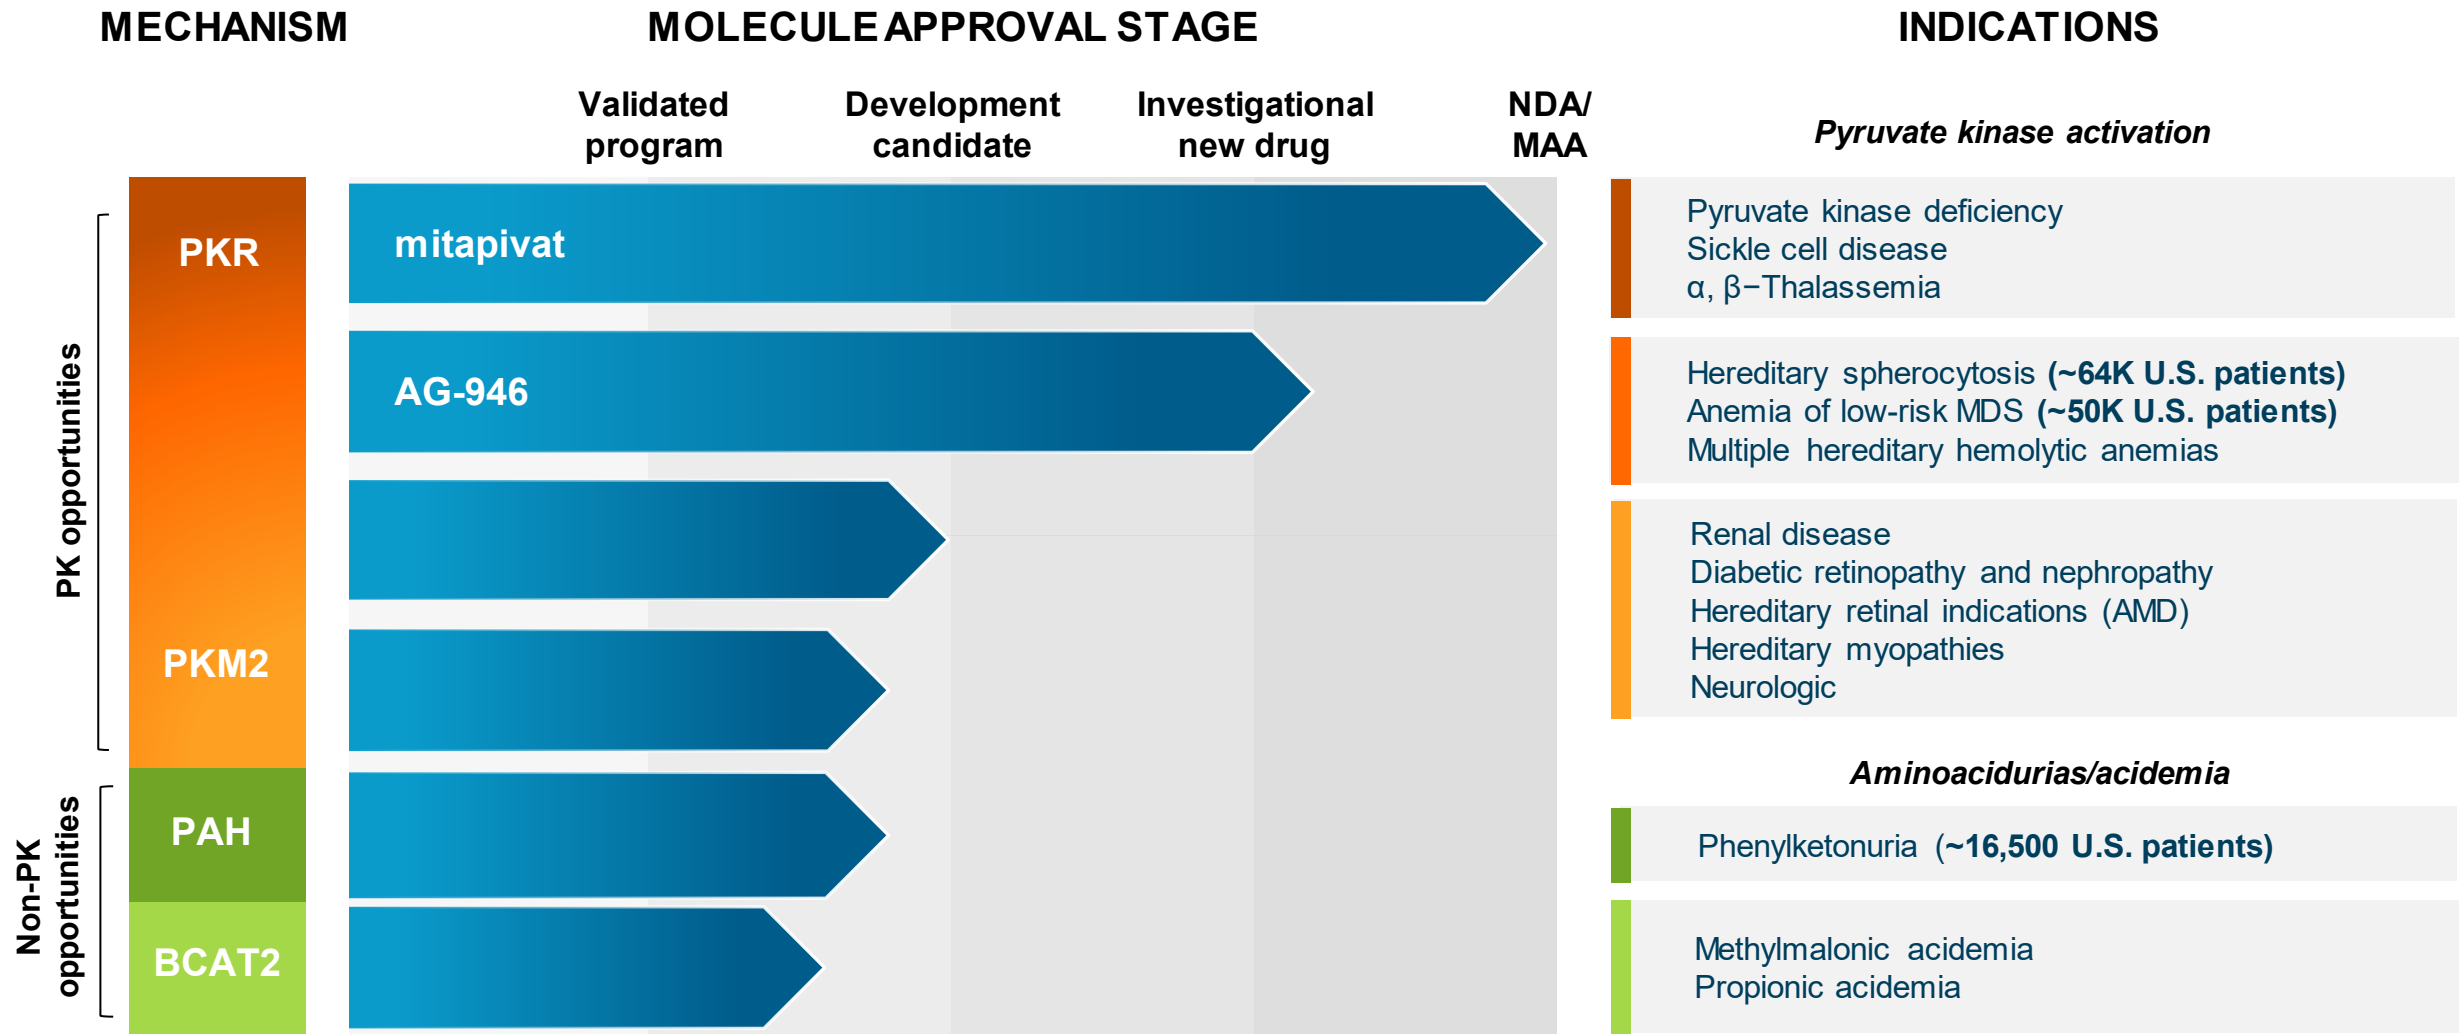 MECHANISM
MOLECULE APPROVAL STAGE
INDICATIONS
Validated
program
Development
candidate
Investigational
new drug
NDA/
MAA
Pyruvate kinase activation
PK opportunities
PKR
mitapivat
Pyruvate kinase deficiency
Sickle cell disease
α, β−Thalassemia
AG-946
Hereditary spherocytosis (~64K U.S. patients)
Anemia of low-risk MDS (~50K U.S. patients)
Multiple hereditary hemolytic anemias
Renal disease
Diabetic retinopathy and nephropathy
Hereditary retinal indications (AMD)
Hereditary myopathies
Neurologic
PKM2
Aminoacidurias/acidemia
Non-PK
opportunities
PAH
Phenylketonuria (~16,500 U.S. patients)
BCAT2
Methylmalonic acidemia
Propionic acidemia